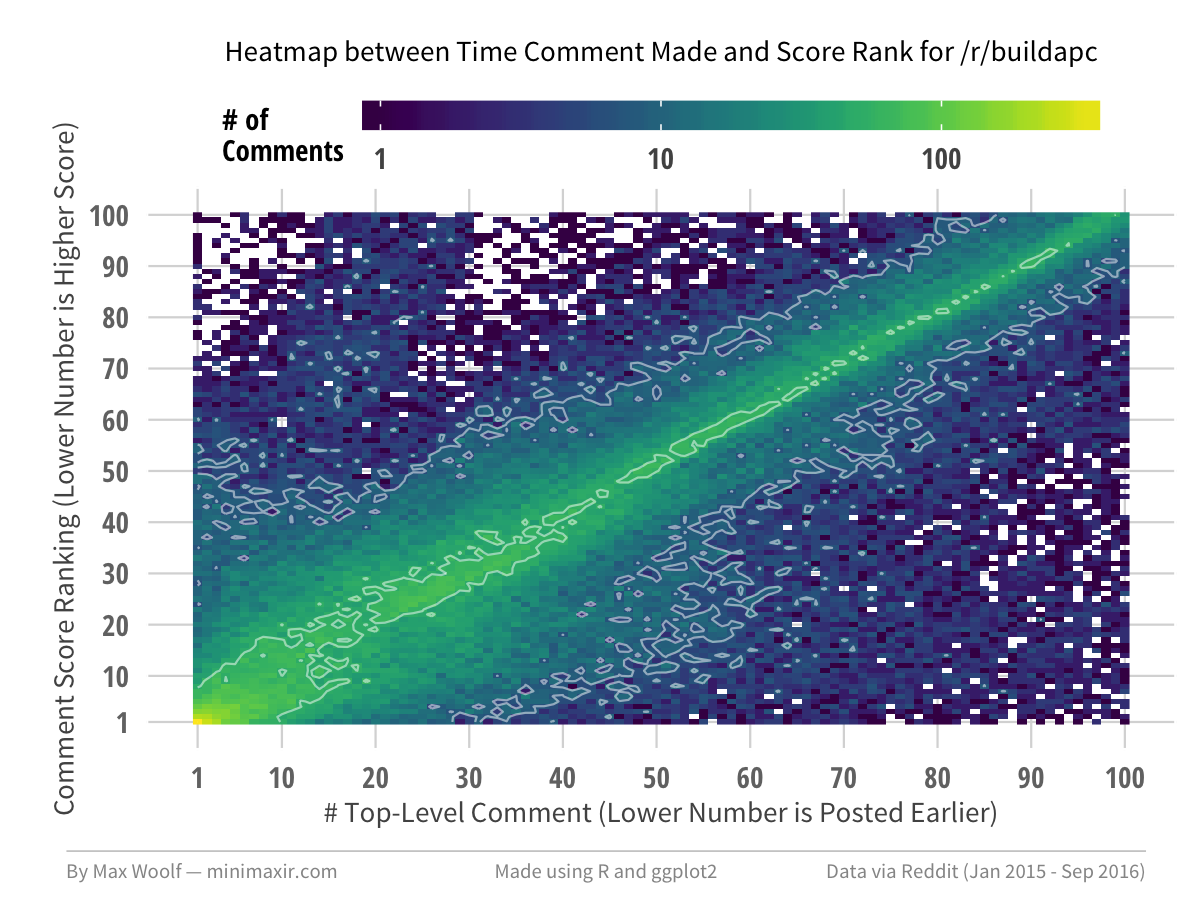 Heatmap between Time Comment Made and Score Rank for /r/buildapc
# of
Comments
1 10 100
Comment Score Ranking (Lower Number is Higher Score)
100
90
80
70
60
50
40
30
20
10
1
1 10 20 30 40 50 60 70 80 90 100
# Top-Level Comment (Lower Number is Posted Earlier)
By Max Woolf — minimaxir.com
Made using R and ggplot2
Data via Reddit (Jan 2015 - Sep 2016)